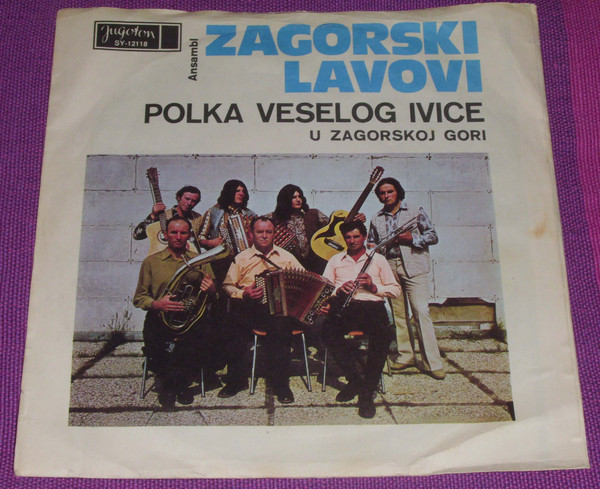 Jugoton
SY-12118
Ansambl
ZAGORSKI
LAVOVI
POLKA VESELOG IVICE
U ZAGORSKOJ GORI